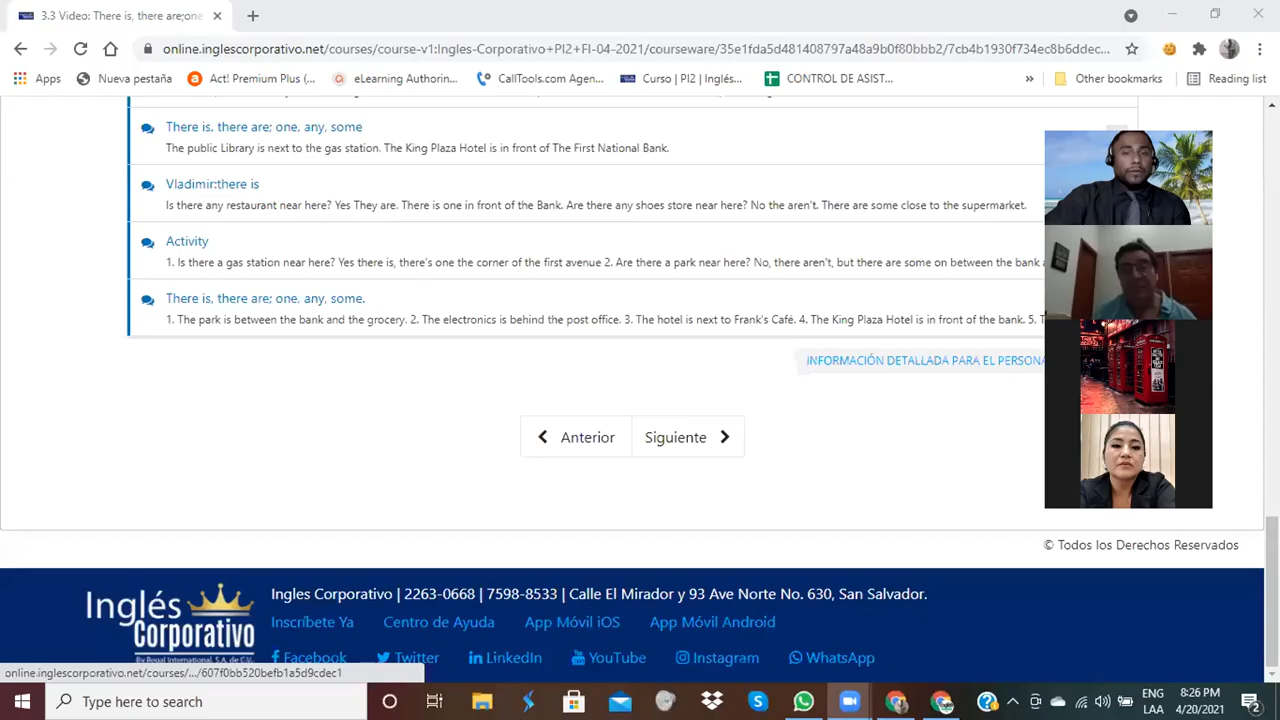 3.3 Video: There is, there are;one
online.inglescorporativo.net/courses/course-v1:Ingles-Corporativo+PI2+FI-04-2021/courseware/35e1fda5d481408797a48a9b0f80bbb2/7cb4b1930f734ec8b6ddec...
Apps Nueva pestaña Act! Premium Plus (... eLearning Authorin... CallTools.com Agen... Curso | PI2 | Inglés... CONTROL DE ASIST... » Other bookmarks Reading list
There is, there are; one, any, some
The public Library is next to the gas station. The King Plaza Hotel is in front of The First National Bank.
Vladimir:there is
Is there any restaurant near here? Yes They are. There is one in front of the Bank. Are there any shoes store near here? No the aren't. There are some close to the supermarket.
Activity
1. Is there a gas station near here? Yes there is, there's one the corner of the first avenue 2. Are there a park near here? No, there aren't, but there are some on between the bank a
There is, there are; one, any, some.
1. The park is between the bank and the grocery. 2. The electronics is behind the post office. 3. The hotel is next to Frank's Café. 4. The King Plaza Hotel is in front of the bank. 5. T
INFORMACIÓN DETALLADA PARA EL PERSONA
Anterior Siguiente
© Todos los Derechos Reservados
Inglés Corporativo
By Regal International, S.A. de C.V.
Ingles Corporativo | 2263-0668 | 7598-8533 | Calle El Mirador y 93 Ave Norte No. 630, San Salvador.
Inscríbete Ya Centro de Ayuda App Móvil iOS App Móvil Android
Facebook Twitter LinkedIn YouTube Instagram WhatsApp
online.inglescorporativo.net/courses/.../607f0bb520befb1a5d9cdec1
Type here to search
ENG 8:26 PM
LAA 4/20/2021
2